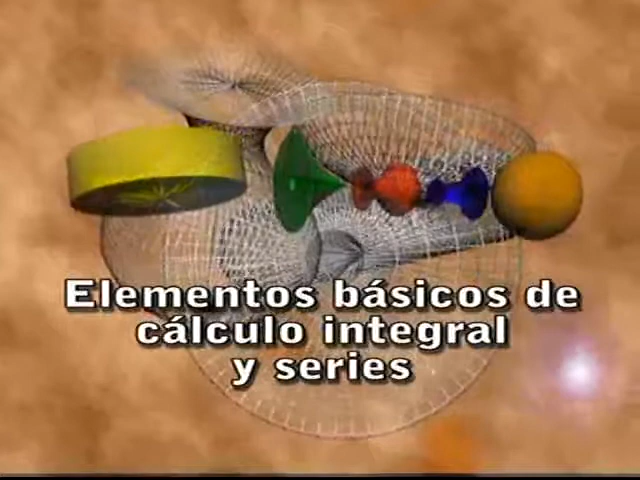 Elementos básicos de
cálculo integral
y series